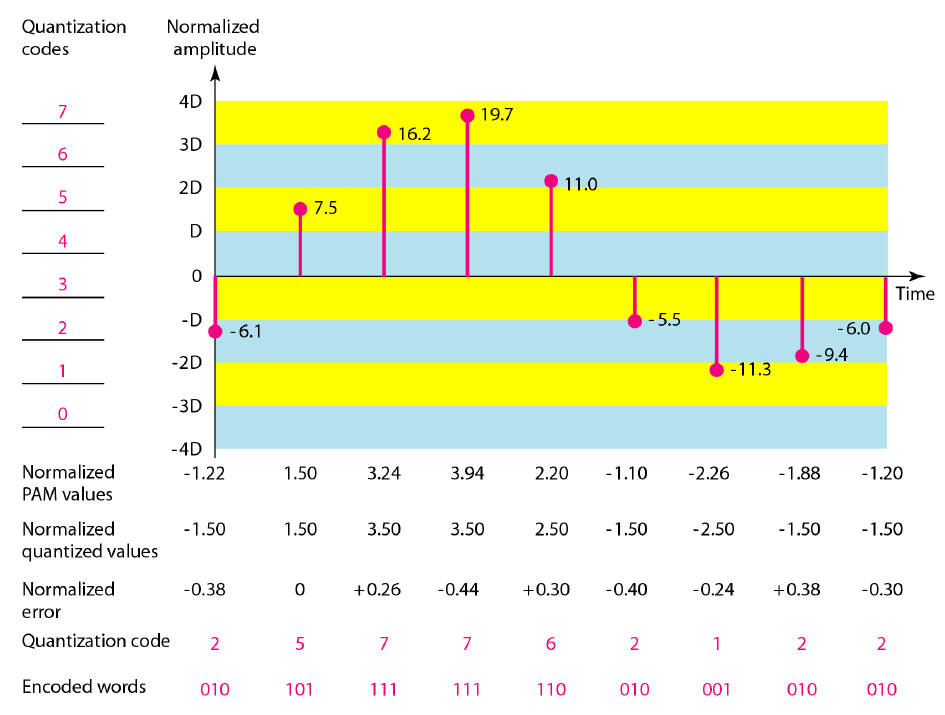 Quantization codes
Normalized amplitude
7
6
5
4
3
2
1
0
4D
3D
2D
D
0
-D
-2D
-3D
-4D
-6.1
7.5
16.2
19.7
11.0
-5.5
-11.3
-9.4
-6.0
Time
Normalized PAM values -1.22 1.50 3.24 3.94 2.20 -1.10 -2.26 -1.88 -1.20
Normalized quantized values -1.50 1.50 3.50 3.50 2.50 -1.50 -2.50 -1.50 -1.50
Normalized error -0.38 0 +0.26 -0.44 +0.30 -0.40 -0.24 +0.38 -0.30
Quantization code 2 5 7 7 6 2 1 2 2
Encoded words 010 101 111 111 110 010 001 010 010